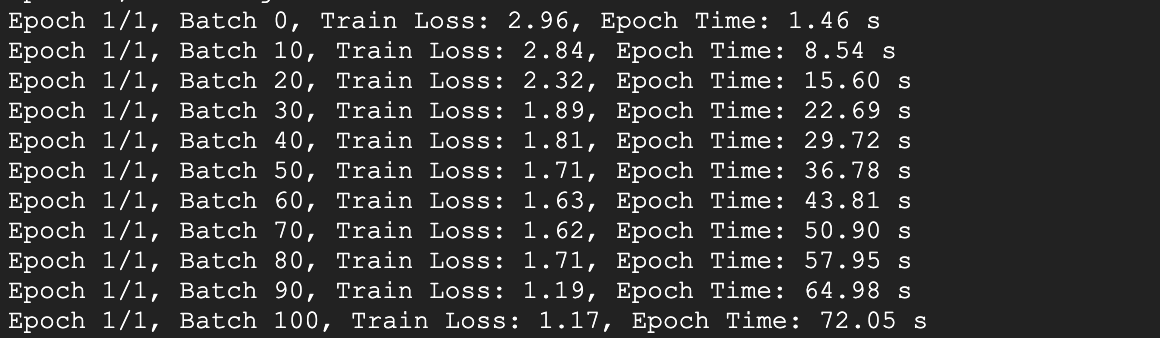 Epoch 1/1, Batch 0, Train Loss: 2.96, Epoch Time: 1.46 s
Epoch 1/1, Batch 10, Train Loss: 2.84, Epoch Time: 8.54 s
Epoch 1/1, Batch 20, Train Loss: 2.32, Epoch Time: 15.60 s
Epoch 1/1, Batch 30, Train Loss: 1.89, Epoch Time: 22.69 s
Epoch 1/1, Batch 40, Train Loss: 1.81, Epoch Time: 29.72 s
Epoch 1/1, Batch 50, Train Loss: 1.71, Epoch Time: 36.78 s
Epoch 1/1, Batch 60, Train Loss: 1.63, Epoch Time: 43.81 s
Epoch 1/1, Batch 70, Train Loss: 1.62, Epoch Time: 50.90 s
Epoch 1/1, Batch 80, Train Loss: 1.71, Epoch Time: 57.95 s
Epoch 1/1, Batch 90, Train Loss: 1.19, Epoch Time: 64.98 s
Epoch 1/1, Batch 100, Train Loss: 1.17, Epoch Time: 72.05 s